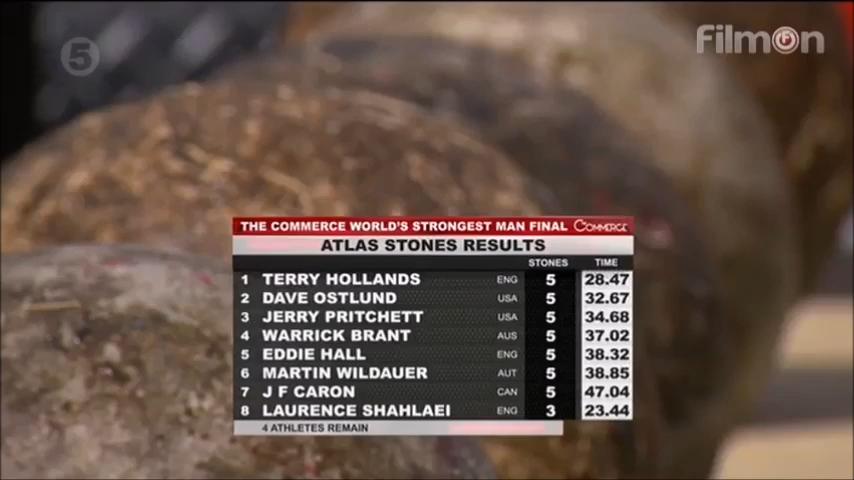 5
FilmOn
THE COMMERCE WORLD'S STRONGEST MAN FINAL COMMERCE
ATLAS STONES RESULTS
STONES TIME
1 TERRY HOLLANDS ENG 5 28.47
2 DAVE OSTLUND USA 5 32.67
3 JERRY PRITCHETT USA 5 34.68
4 WARRICK BRANT AUS 5 37.02
5 EDDIE HALL ENG 5 38.32
6 MARTIN WILDAUER AUT 5 38.85
7 J F CARON CAN 5 47.04
8 LAURENCE SHAHLAEI ENG 3 23.44
4 ATHLETES REMAIN